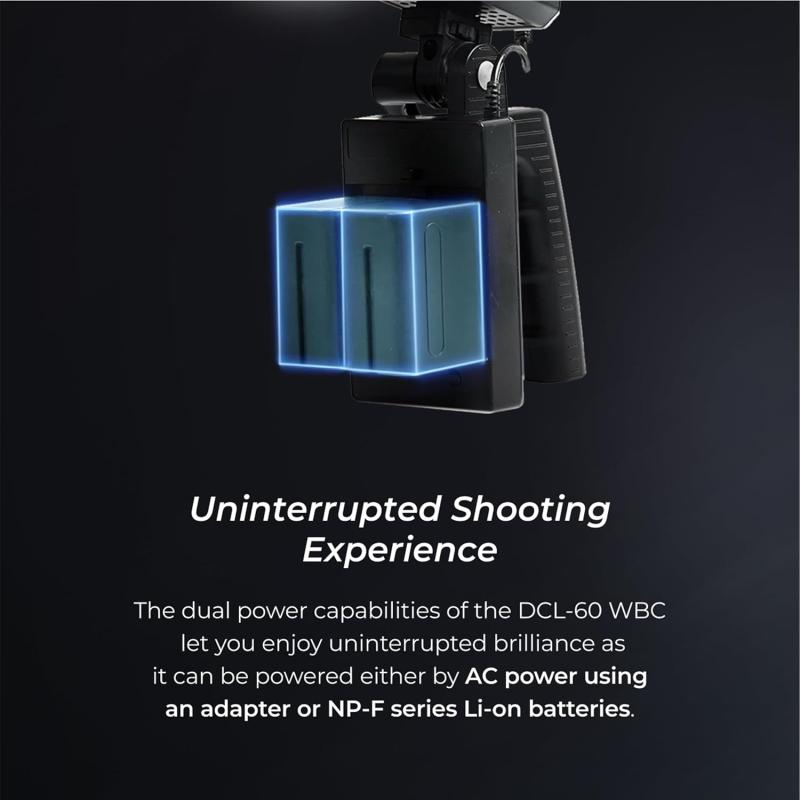 Uninterrupted Shooting
Experience
The dual power capabilities of the DCL-60 WBC
let you enjoy uninterrupted brilliance as
it can be powered either by AC power using
an adapter or NP-F series Li-on batteries.